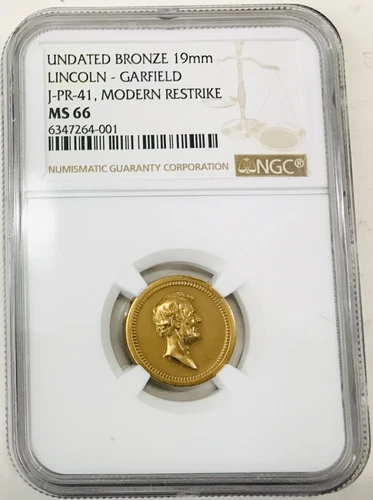 UNDATED BRONZE 19mm
LINCOLN - GARFIELD
J-PR-41, MODERN RESTRIKE
MS 66
6347264-001
NUMISMATIC GUARANTY CORPORATION
NGC®